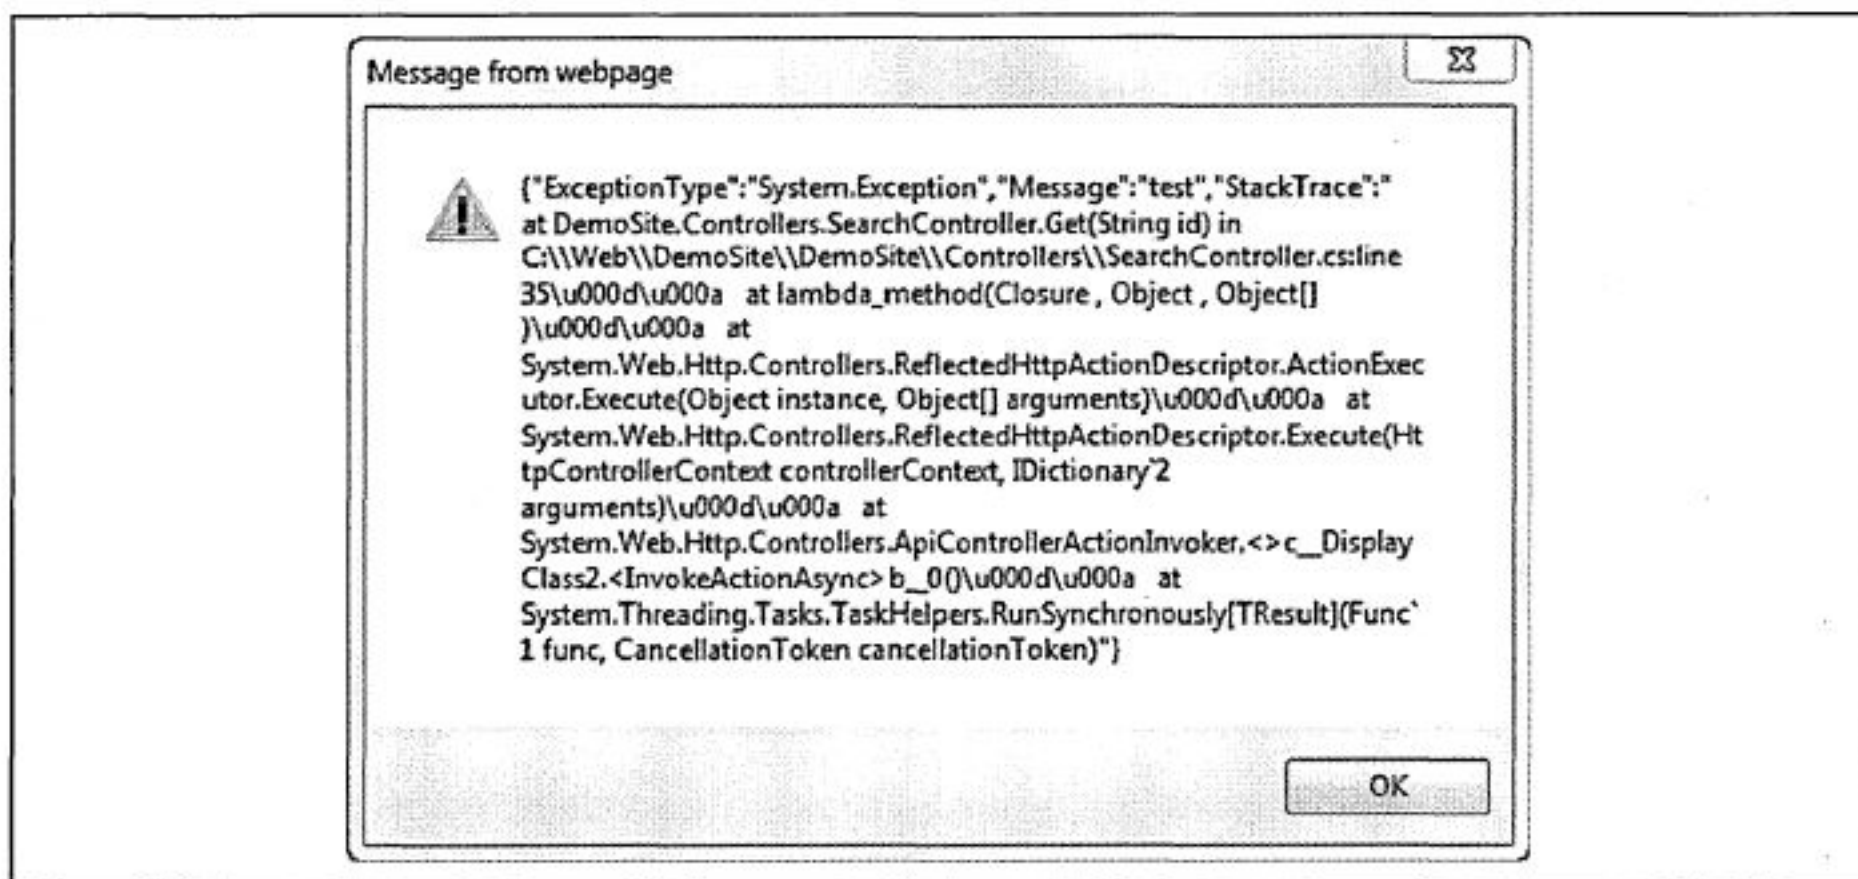 Message from webpage
{"ExceptionType":"System.Exception","Message":"test","StackTrace":"
at DemoSite.Controllers.SearchController.Get(String id) in
C:\\Web\\DemoSite\\DemoSite\\Controllers\\SearchController.cs:line
35\u000d\u000a   at lambda_method(Closure , Object , Object[]
)\u000d\u000a   at
System.Web.Http.Controllers.ReflectedHttpActionDescriptor.ActionExec
utor.Execute(Object instance, Object[] arguments)\u000d\u000a   at
System.Web.Http.Controllers.ReflectedHttpActionDescriptor.Execute(Ht
tpControllerContext controllerContext, IDictionary`2
arguments)\u000d\u000a   at
System.Web.Http.Controllers.ApiControllerActionInvoker.<>c__Display
Class2.<InvokeActionAsync>b__0()\u000d\u000a   at
System.Threading.Tasks.TaskHelpers.RunSynchronously[TResult](Func`
1 func, CancellationToken cancellationToken)"}
OK